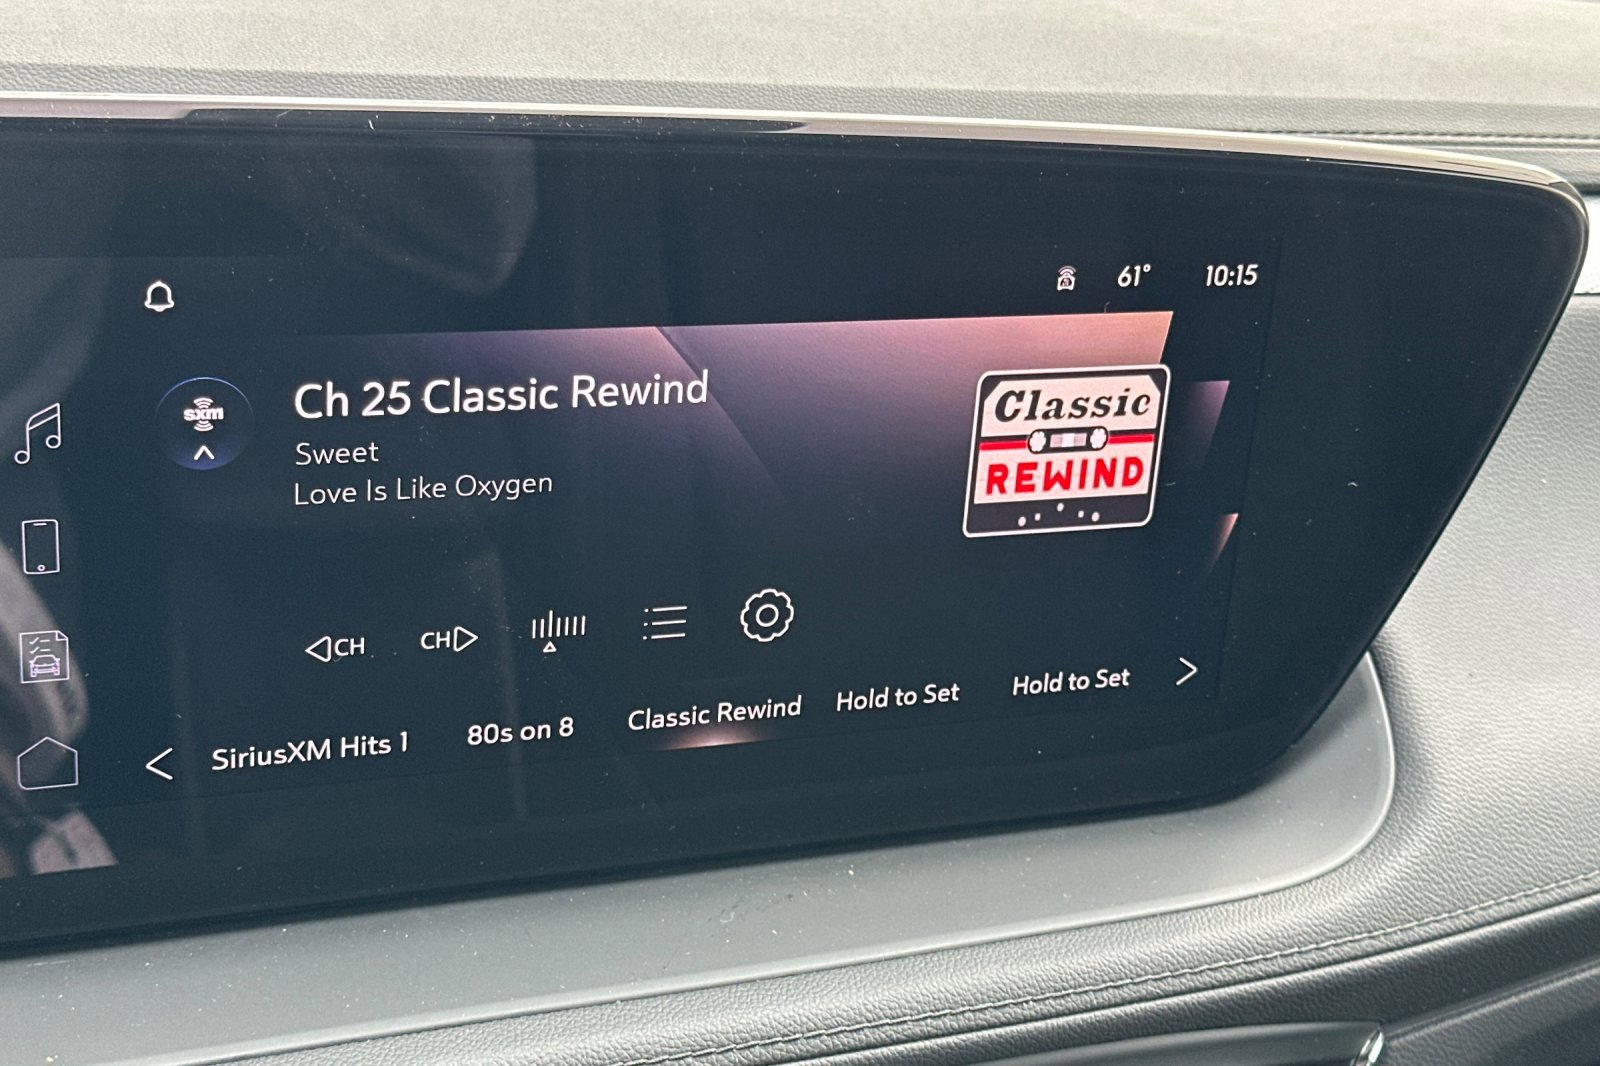 61° 10:15
sxm
Ch 25 Classic Rewind
Sweet
Love Is Like Oxygen
Classic
REWIND
CH CH
SiriusXM Hits 1 80s on 8 Classic Rewind Hold to Set Hold to Set